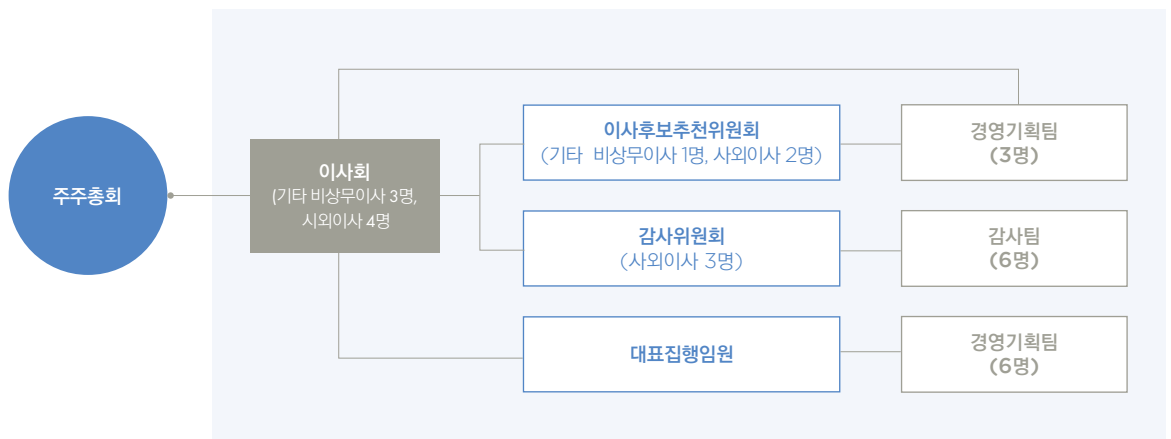 주주총회
이사회
(기타 비상무이사 3명,
시외이사 4명
이사후보추천위원회
(기타 비상무이사 1명, 사외이사 2명)
경영기획팀
(3명)
감사위원회
(사외이사 3명)
감사팀
(6명)
대표집행임원
경영기획팀
(6명)